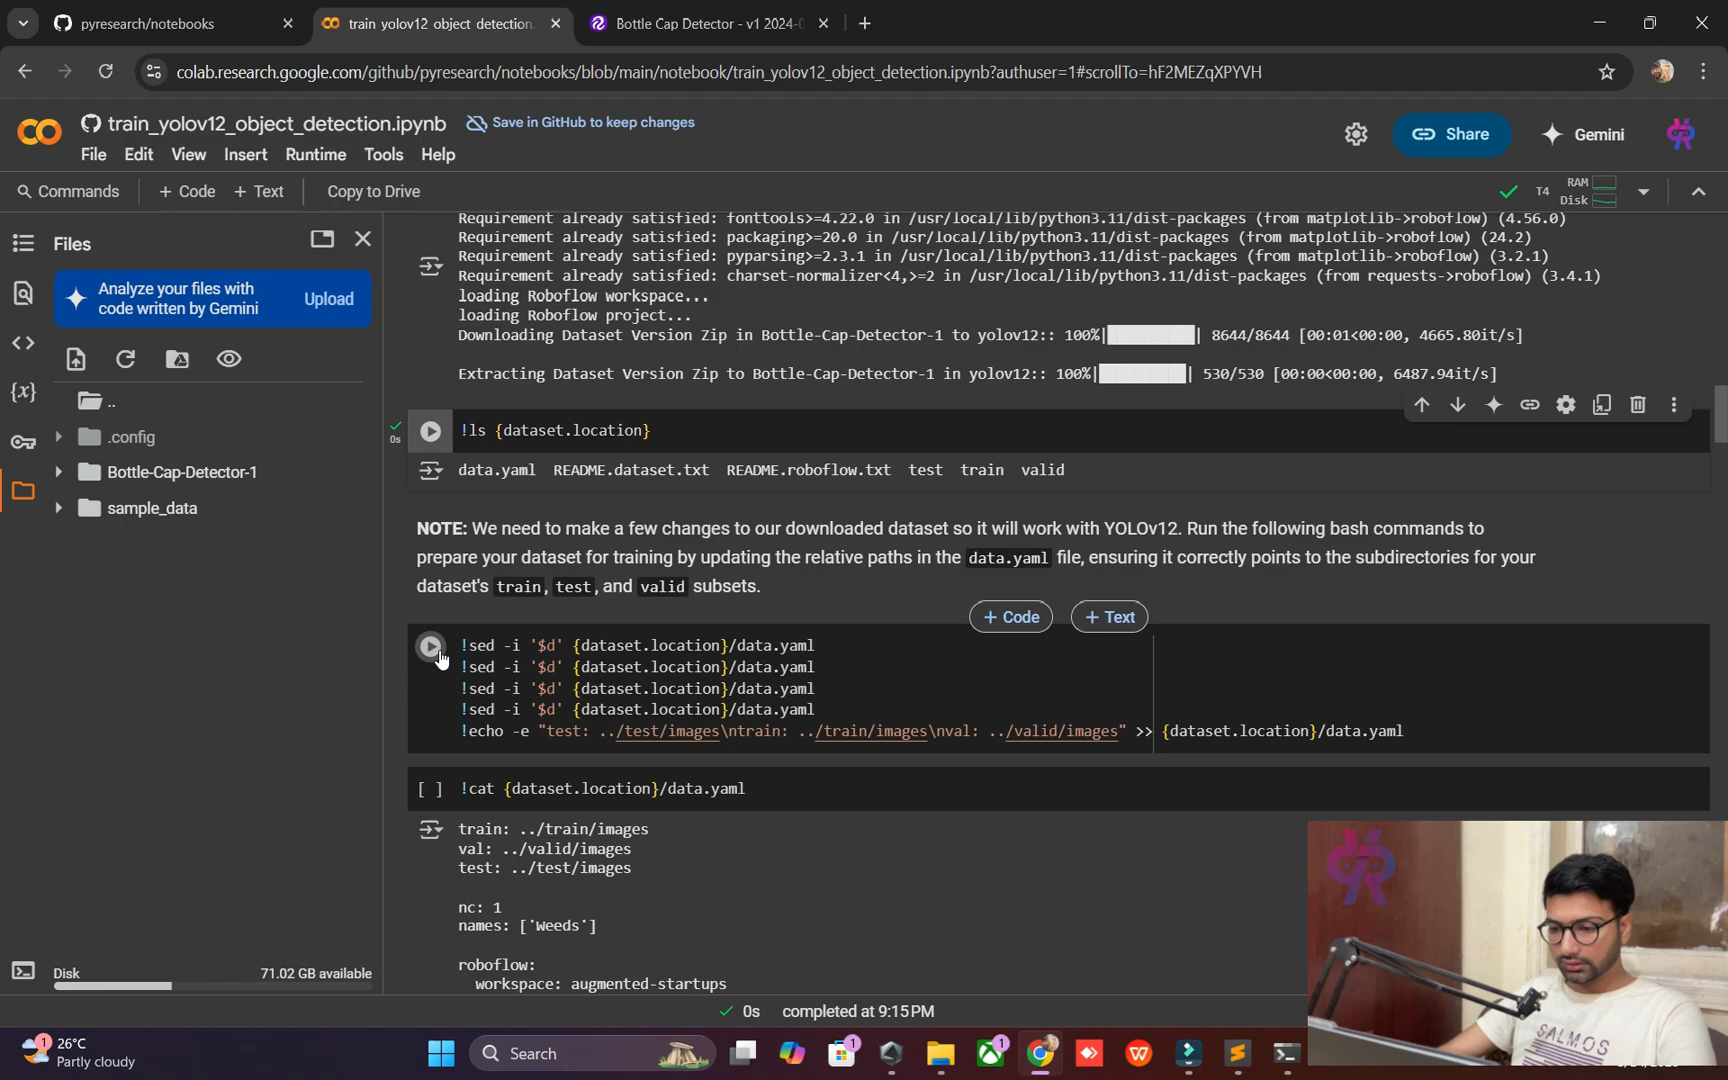 pyresearch/notebooks
train yolov12 object detection.
Bottle Cap Detector - v1 2024-
colab.research.google.com/github/pyresearch/notebooks/blob/main/notebook/train_yolov12_object_detection.ipynb?authuser=1#scrollTo=hF2MEZqXPYVH
train_yolov12_object_detection.ipynb
Save in GitHub to keep changes
Share
Gemini
File Edit View Insert Runtime Tools Help
Commands + Code + Text Copy to Drive
T4 RAM
Disk
Files
Analyze your files with
code written by Gemini
Upload
..
.config
Bottle-Cap-Detector-1
sample_data
Disk 71.02 GB available
Requirement already satisfied: fonttools>=4.22.0 in /usr/local/lib/python3.11/dist-packages (from matplotlib->roboflow) (4.56.0)
Requirement already satisfied: packaging>=20.0 in /usr/local/lib/python3.11/dist-packages (from matplotlib->roboflow) (24.2)
Requirement already satisfied: pyparsing>=2.3.1 in /usr/local/lib/python3.11/dist-packages (from matplotlib->roboflow) (3.2.1)
Requirement already satisfied: charset-normalizer<4,>=2 in /usr/local/lib/python3.11/dist-packages (from requests->roboflow) (3.4.1)
loading Roboflow workspace...
loading Roboflow project...
Downloading Dataset Version Zip in Bottle-Cap-Detector-1 to yolov12:: 100%|██████████| 8644/8644 [00:01<00:00, 4665.80it/s]
Extracting Dataset Version Zip to Bottle-Cap-Detector-1 in yolov12:: 100%|██████████| 530/530 [00:00<00:00, 6487.94it/s]
0s
!ls {dataset.location}
data.yaml README.dataset.txt README.roboflow.txt test train valid
NOTE: We need to make a few changes to our downloaded dataset so it will work with YOLOv12. Run the following bash commands to
prepare your dataset for training by updating the relative paths in the data.yaml file, ensuring it correctly points to the subdirectories for your
dataset's train, test, and valid subsets.
+ Code + Text
!sed -i '$d' {dataset.location}/data.yaml
!sed -i '$d' {dataset.location}/data.yaml
!sed -i '$d' {dataset.location}/data.yaml
!sed -i '$d' {dataset.location}/data.yaml
!echo -e "test: ../test/images\ntrain: ../train/images\nval: ../valid/images" >> {dataset.location}/data.yaml
[ ] !cat {dataset.location}/data.yaml
train: ../train/images
val: ../valid/images
test: ../test/images
nc: 1
names: ['Weeds']
roboflow:
workspace: augmented-startups
0s completed at 9:15 PM
SALMOS
1
26°C
Partly cloudy
Search
1
1